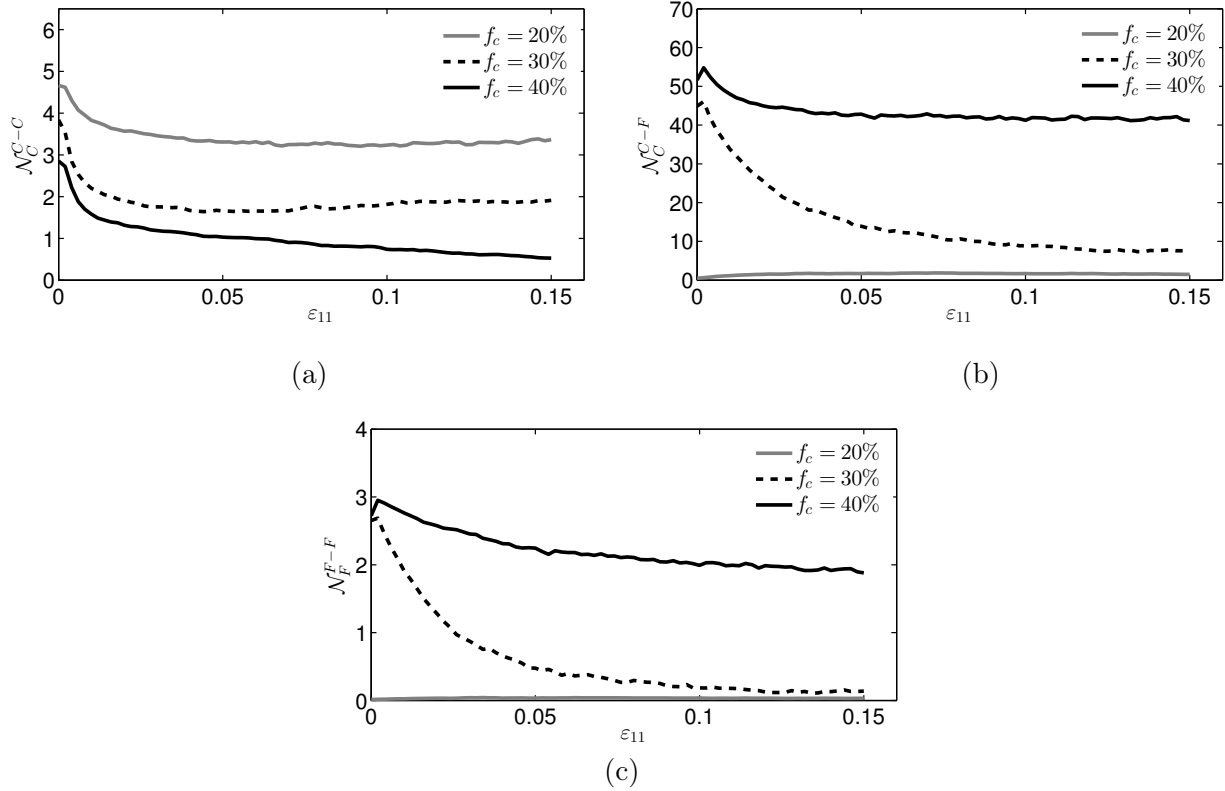 6
5
4
3
2
1
0
0
0.05
0.1
0.15
𝒩_C^{C−C}
ε₁₁
f_c = 20%
f_c = 30%
f_c = 40%
(a)
70
60
50
40
30
20
10
0
0
0.05
0.1
0.15
𝒩_C^{C−F}
ε₁₁
f_c = 20%
f_c = 30%
f_c = 40%
(b)
4
3
2
1
0
0
0.05
0.1
0.15
𝒩_F^{F−F}
ε₁₁
f_c = 20%
f_c = 30%
f_c = 40%
(c)